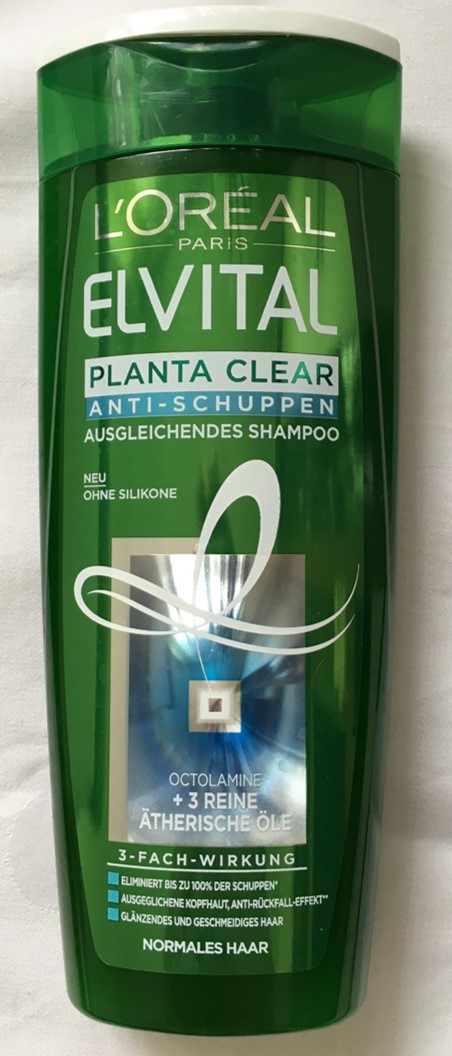 L'ORÉAL
PARIS
ELVITAL
PLANTA CLEAR
ANTI-SCHUPPEN
AUSGLEICHENDES SHAMPOO
NEU
OHNE SILIKONE
OCTOLAMINE
+ 3 REINE
ÄTHERISCHE ÖLE
3-FACH-WIRKUNG
ELIMINIERT BIS ZU 100% DER SCHUPPEN*
AUSGEGLICHENE KOPFHAUT, ANTI-RÜCKFALL-EFFEKT**
GLÄNZENDES UND GESCHMEIDIGES HAAR
NORMALES HAAR